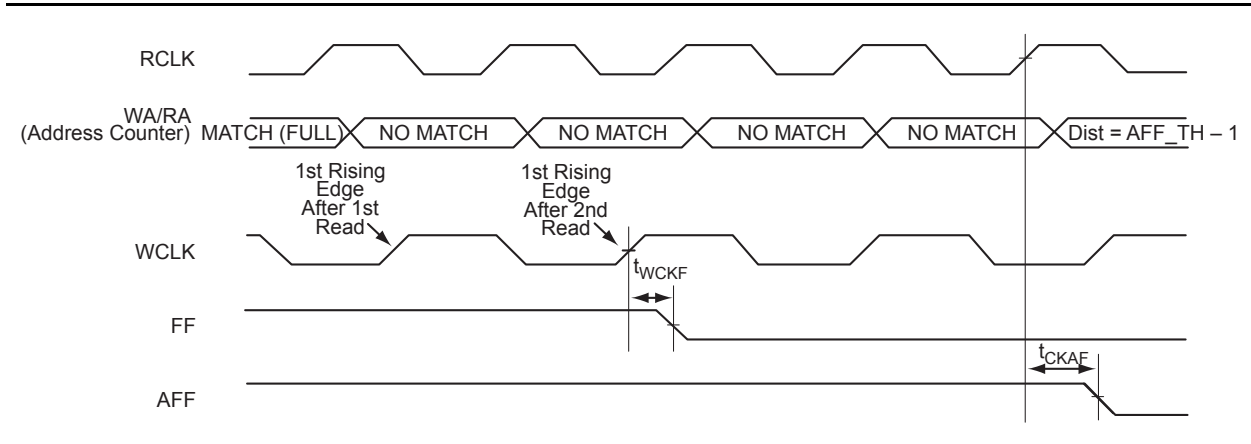 RCLK
WA/RA
(Address Counter) MATCH (FULL) NO MATCH NO MATCH NO MATCH NO MATCH Dist = AFF_TH – 1
1st Rising
Edge
After 1st
Read
1st Rising
Edge
After 2nd
Read
WCLK
tWCKF
FF
tCKAF
AFF